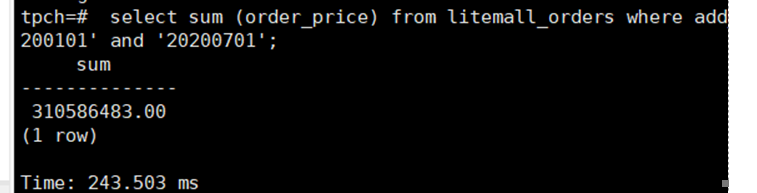 tpch=#  select sum (order_price) from litemall_orders where add
200101' and '20200701';
     sum
--------------
 310586483.00
(1 row)
Time: 243.503 ms